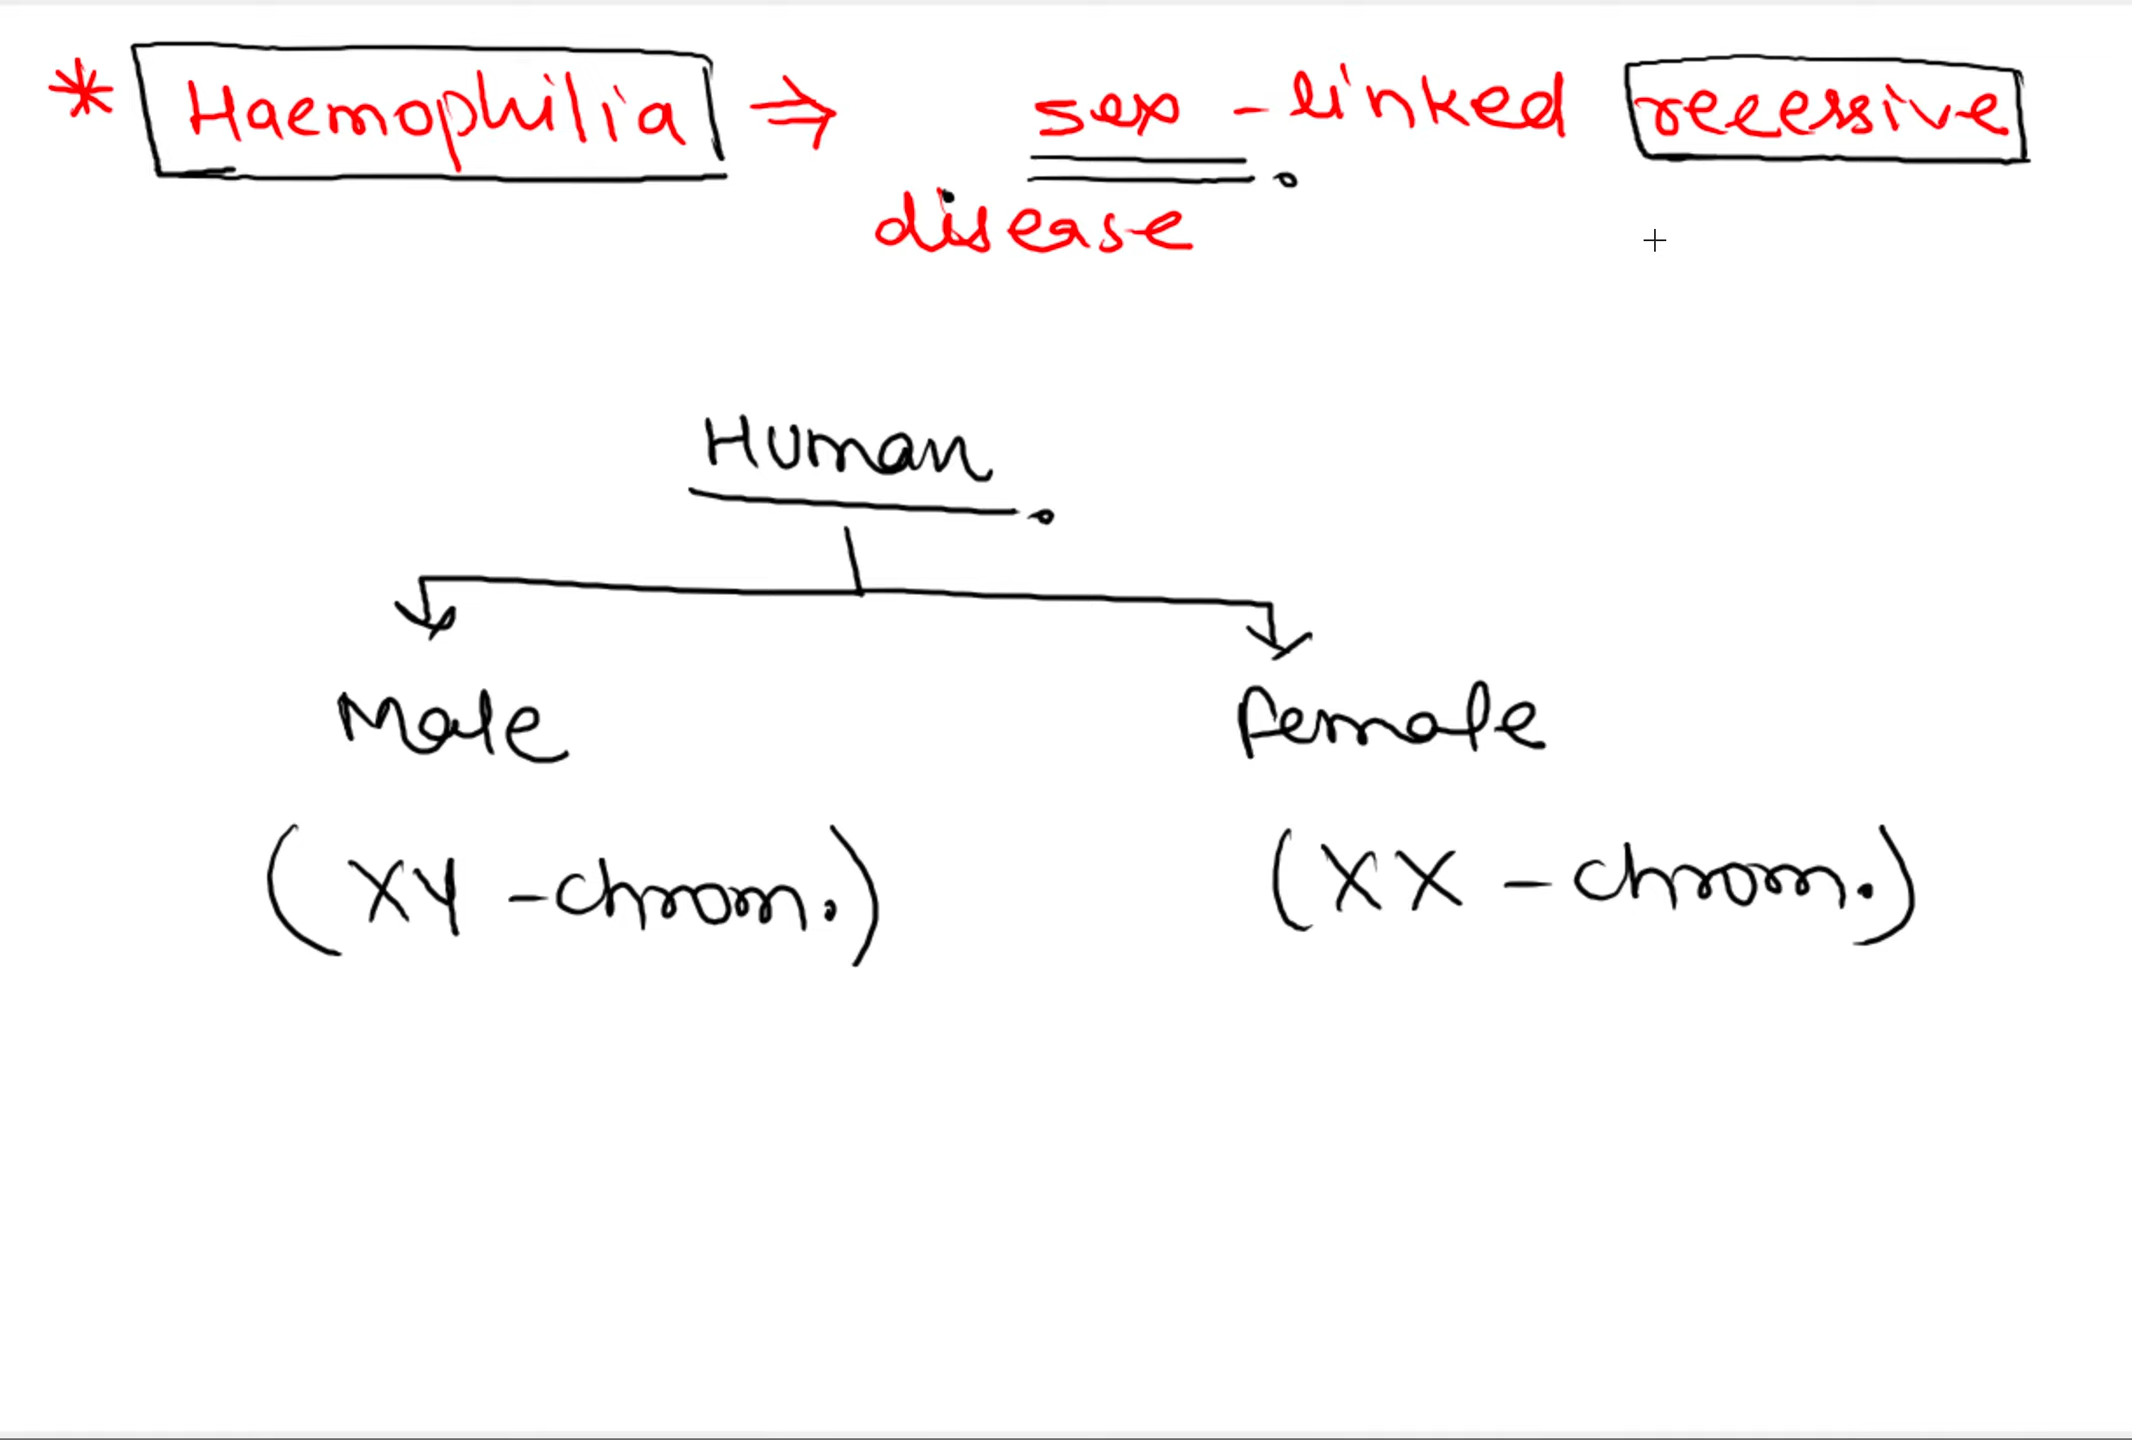 * Haemophilia ⇒ sex - linked recessive
disease
Human
Male Female
(XY - chrom.) (XX - chrom.)